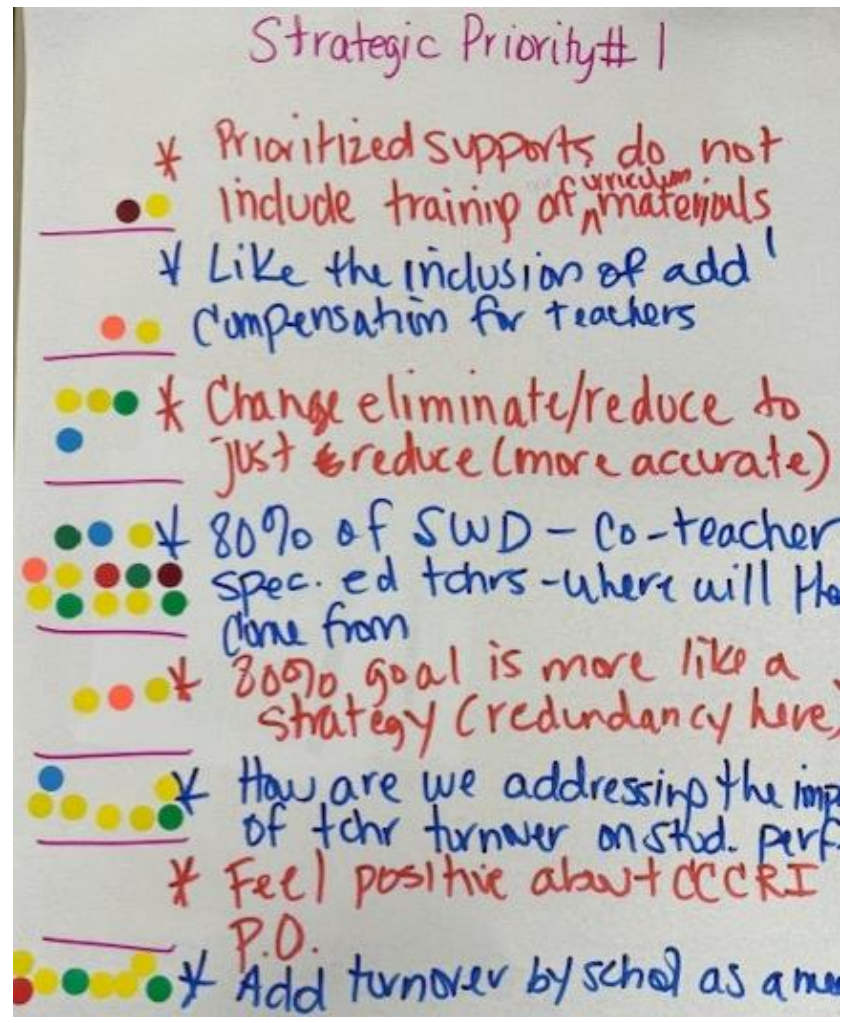 Strategic Priority # 1
* Prioritized supports do not
include training of ^ curriculum materials
* Like the inclusion of add'
Compensation for teachers
* Change eliminate/reduce to
just reduce (more accurate)
* 80% of SWD - Co-teacher
spec. ed tchrs - where will
come from
* 80% goal is more like a
strategy (redundancy here)
* How are we addressing the imp
of tchr turnover on stud. perf
* Feel positive about CCCRI
P.O.
* Add turnover by school as a